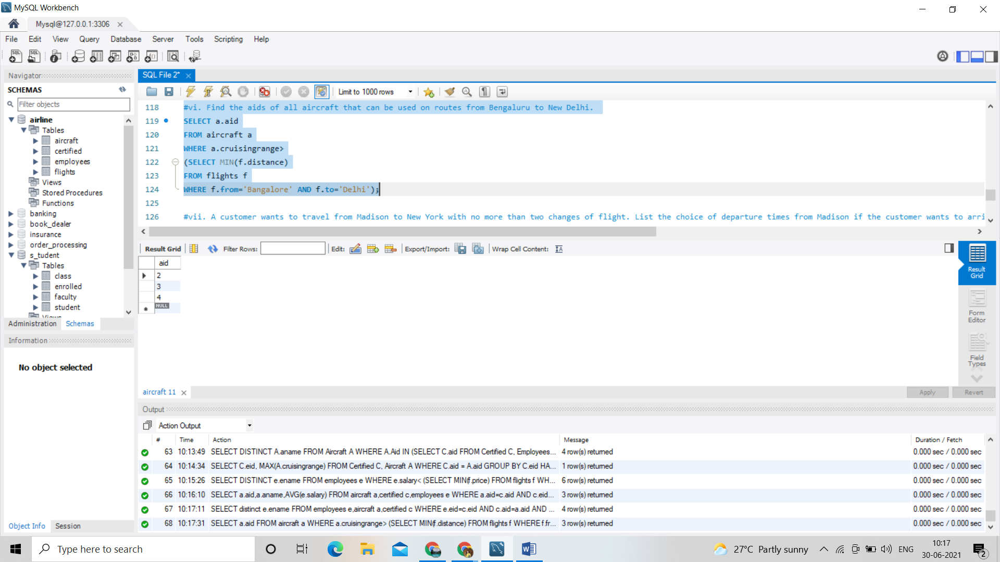 MySQL Workbench
Mysql@127.0.0.1:3306
File Edit View Query Database Server Tools Scripting Help
Navigator
SCHEMAS
Filter objects
airline
Tables
aircraft
certified
employees
flights
Views
Stored Procedures
Functions
banking
book_dealer
insurance
order_processing
s_tudent
Tables
class
enrolled
faculty
student
Views
Administration Schemas
Information
No object selected
Object Info Session
SQL File 2*
Limit to 1000 rows
118 #vi. Find the aids of all aircraft that can be used on routes from Bengaluru to New Delhi.
119 SELECT a.aid
120 FROM aircraft a
121 WHERE a.cruisingrange>
122 (SELECT MIN(f.distance)
123 FROM flights f
124 WHERE f.from='Bangalore' AND f.to='Delhi');
125
126 #vii. A customer wants to travel from Madison to New York with no more than two changes of flight. List the choice of departure times from Madison if the customer wants to arri
Result Grid Filter Rows: Edit: Export/Import: Wrap Cell Content:
aid
2
3
4
NULL
Result
Grid
Form
Editor
Field
Types
aircraft 11
Apply Revert
Output
Action Output
# Time Action Message Duration / Fetch
63 10:13:49 SELECT DISTINCT A.aname FROM Aircraft A WHERE A.Aid IN (SELECT C.aid FROM Certified C, Employees... 4 row(s) returned 0.000 sec / 0.000 sec
64 10:14:34 SELECT C.eid, MAX(A.cruisingrange) FROM Certified C, Aircraft A WHERE C.aid = A.aid GROUP BY C.eid HA... 1 row(s) returned 0.000 sec / 0.000 sec
65 10:15:26 SELECT DISTINCT e.ename FROM employees e WHERE e.salary< (SELECT MIN(f.price) FROM flights f WH... 6 row(s) returned 0.000 sec / 0.000 sec
66 10:16:10 SELECT a.aid,a.aname,AVG(e.salary) FROM aircraft a,certified c,employees e WHERE a.aid=c.aid AND c.eid... 3 row(s) returned 0.000 sec / 0.000 sec
67 10:17:11 SELECT distinct e.ename FROM employees e,aircraft a,certified c WHERE e.eid=c.eid AND c.aid=a.aid AND ... 4 row(s) returned 0.000 sec / 0.000 sec
68 10:17:31 SELECT a.aid FROM aircraft a WHERE a.cruisingrange> (SELECT MIN(f.distance) FROM flights f WHERE f.fr... 3 row(s) returned 0.000 sec / 0.000 sec
Type here to search
27°C Partly sunny
ENG
10:17
30-06-2021
2